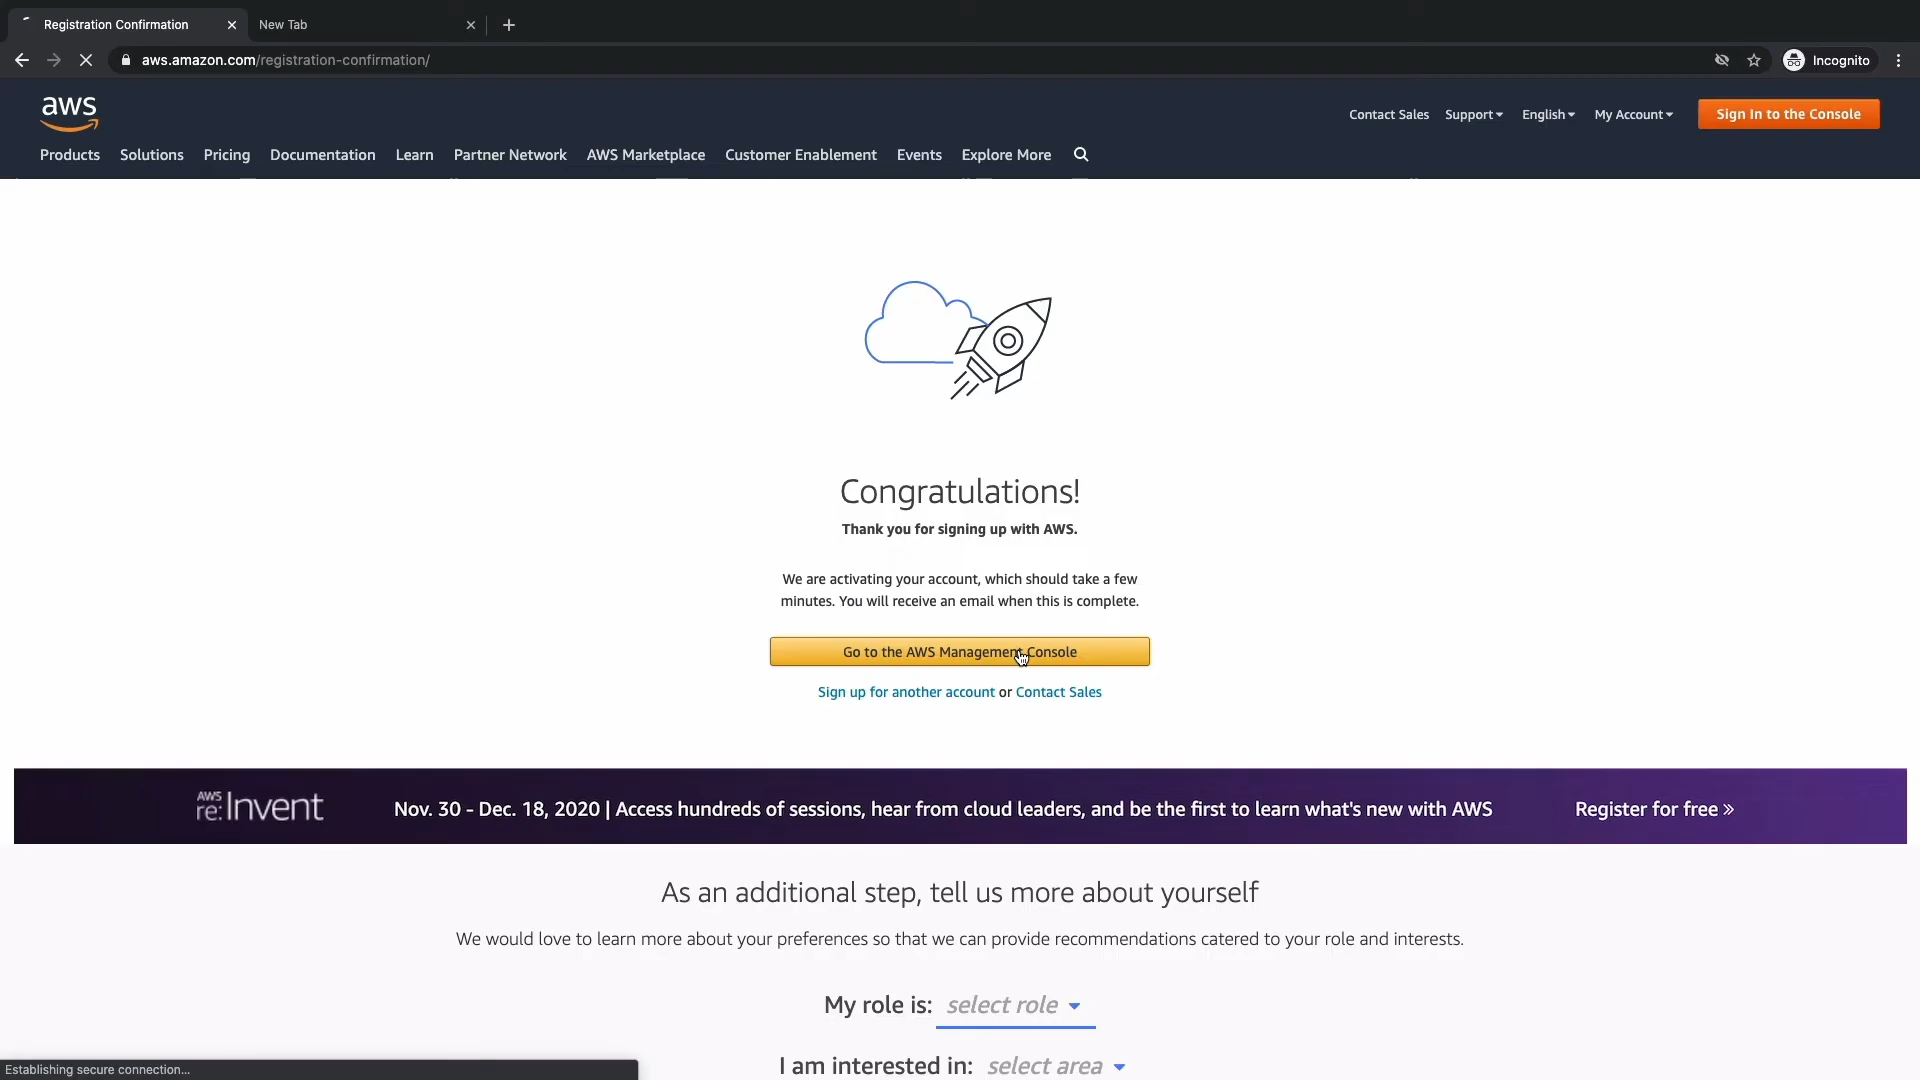 Registration Confirmation
New Tab
aws.amazon.com/registration-confirmation/
Incognito
aws
Contact Sales
Support
English
My Account
Sign In to the Console
Products
Solutions
Pricing
Documentation
Learn
Partner Network
AWS Marketplace
Customer Enablement
Events
Explore More
Congratulations!
Thank you for signing up with AWS.
We are activating your account, which should take a few
minutes. You will receive an email when this is complete.
Go to the AWS Management Console
Sign up for another account or Contact Sales
AWS
re:Invent
Nov. 30 - Dec. 18, 2020 | Access hundreds of sessions, hear from cloud leaders, and be the first to learn what's new with AWS
Register for free »
As an additional step, tell us more about yourself
We would love to learn more about your preferences so that we can provide recommendations catered to your role and interests.
My role is: select role
I am interested in: select area
Establishing secure connection...